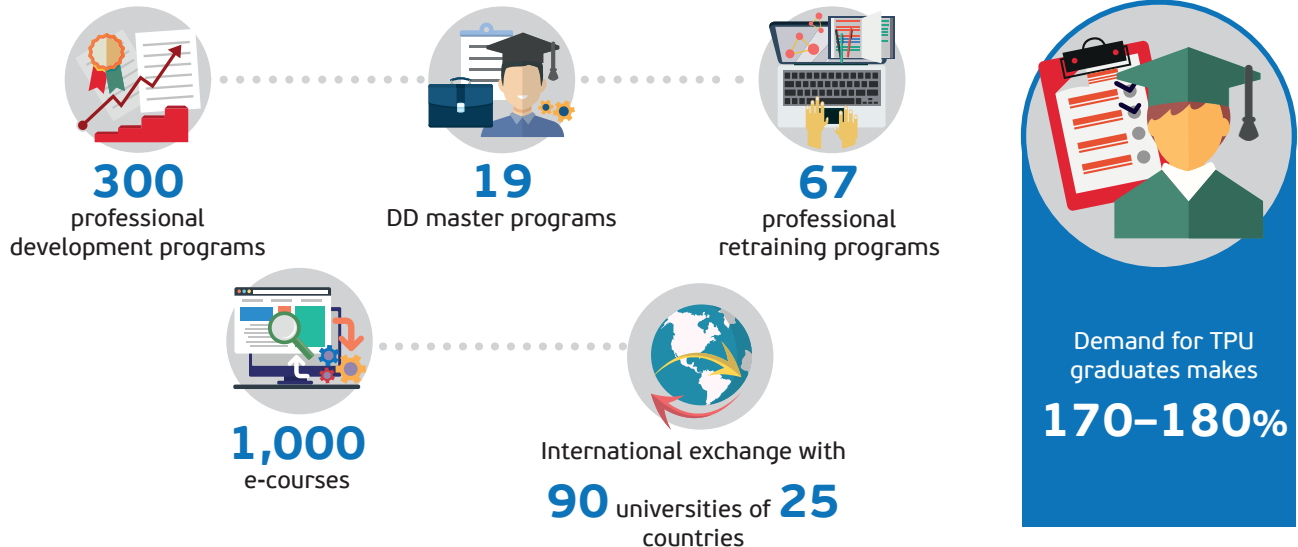 300
professional
development programs
19
DD master programs
67
professional
retraining programs
1,000
e-courses
International exchange with
90 universities of 25
countries
Demand for TPU
graduates makes
170–180%